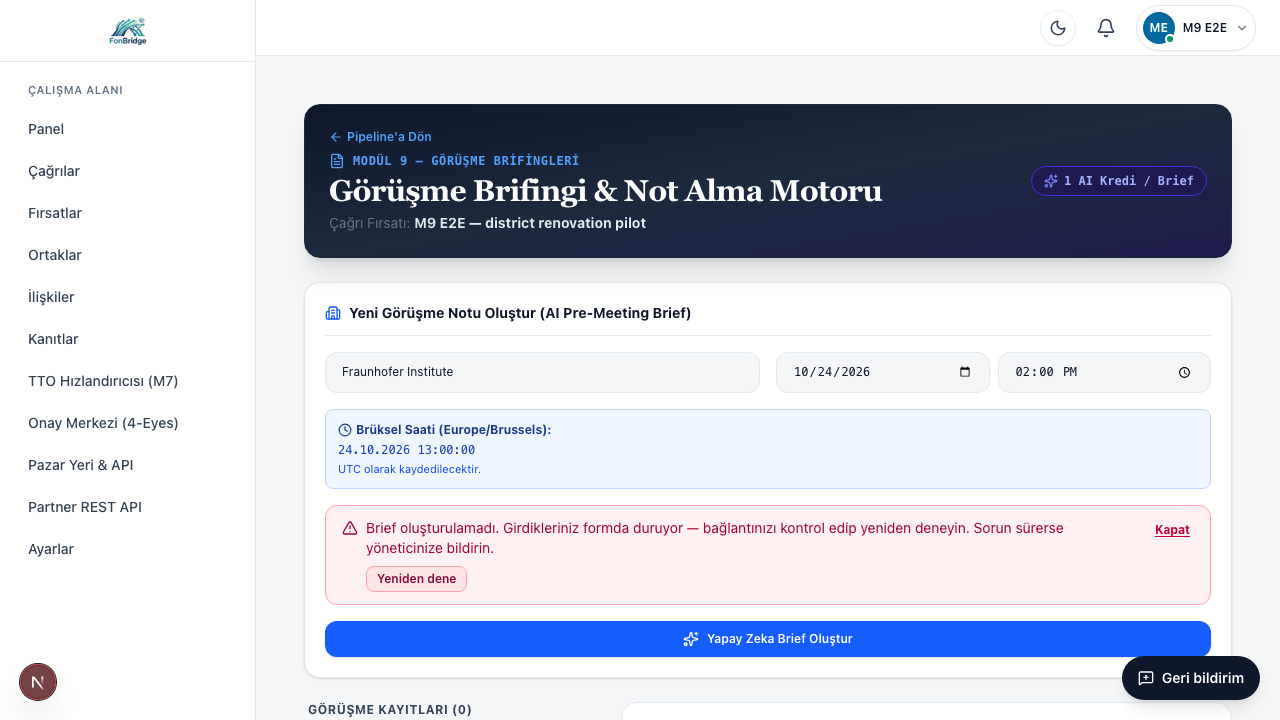 FonBridge
ÇALIŞMA ALANI
Panel
Çağrılar
Fırsatlar
Ortaklar
İlişkiler
Kanıtlar
TTO Hızlandırıcısı (M7)
Onay Merkezi (4-Eyes)
Pazar Yeri & API
Partner REST API
Ayarlar
N
ME
M9 E2E
Pipeline'a Dön
MODÜL 9 — GÖRÜŞME BRİFİNGLERİ
Görüşme Brifingi & Not Alma Motoru
Çağrı Fırsatı: M9 E2E — district renovation pilot
1 AI Kredi / Brief
Yeni Görüşme Notu Oluştur (AI Pre-Meeting Brief)
Fraunhofer Institute
10/24/2026
02:00 PM
Brüksel Saati (Europe/Brussels):
24.10.2026 13:00:00
UTC olarak kaydedilecektir.
Brief oluşturulamadı. Girdikleriniz formda duruyor — bağlantınızı kontrol edip yeniden deneyin. Sorun sürerse
yöneticinize bildirin.
Kapat
Yeniden dene
Yapay Zeka Brief Oluştur
Geri bildirim
GÖRÜŞME KAYITLARI (0)